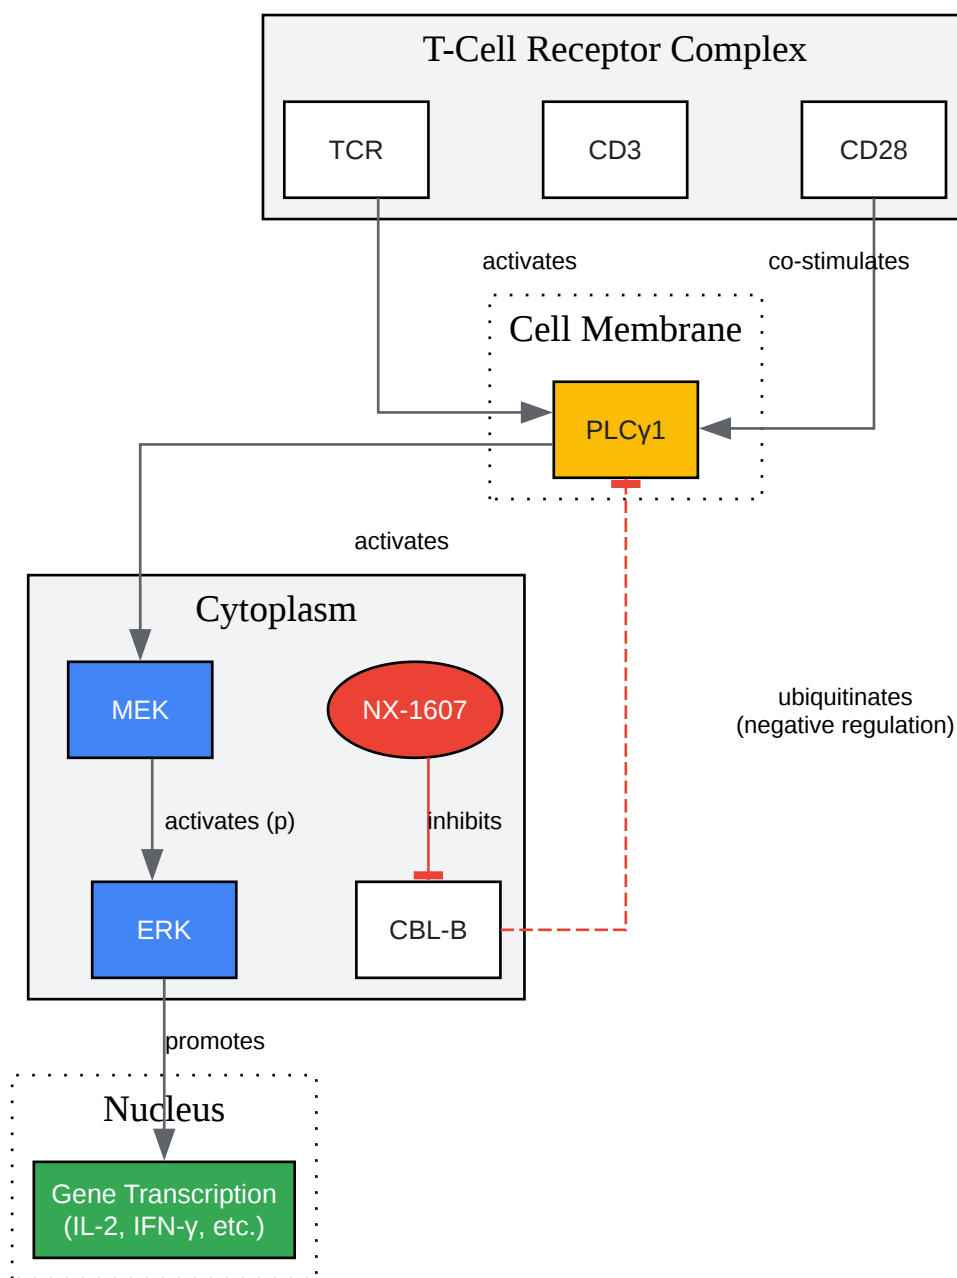 T-Cell Receptor Complex
TCR
CD3
CD28
activates
co-stimulates
Cell Membrane
PLCγ1
activates
Cytoplasm
MEK
NX-1607
ubiquitinates
(negative regulation)
activates (p)
inhibits
ERK
CBL-B
promotes
Nucleus
Gene Transcription
(IL-2, IFN-γ, etc.)